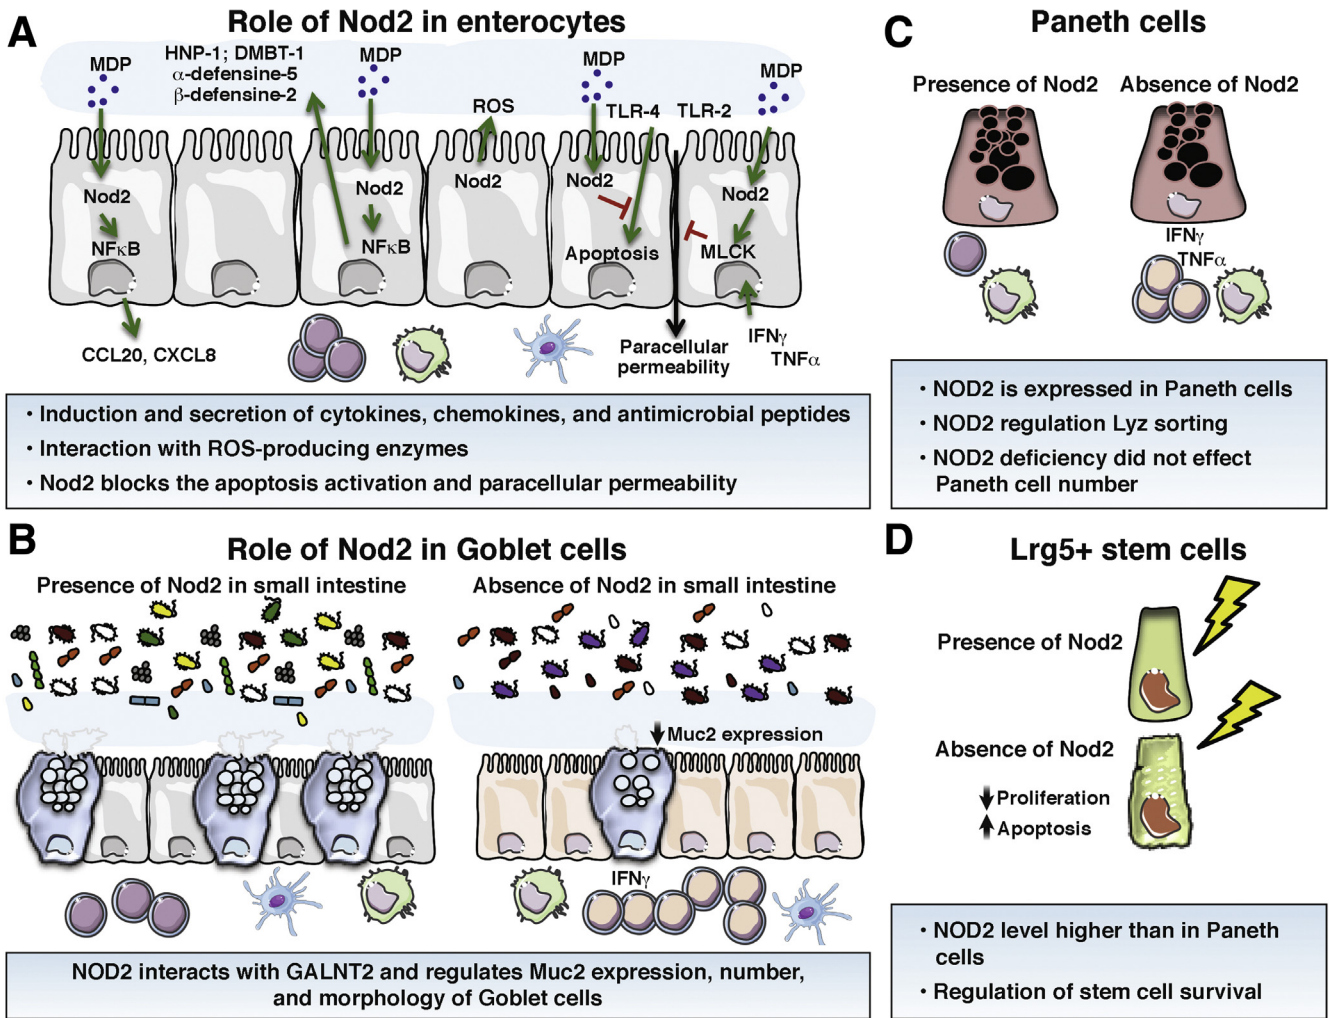 A
Role of Nod2 in enterocytes
MDP
HNP-1; DMBT-1
α-defensine-5
β-defensine-2
MDP
ROS
MDP
TLR-4
TLR-2
MDP
Nod2
NFκB
Nod2
NFκB
Nod2
Nod2
Apoptosis
Nod2
MLCK
CCL20, CXCL8
Paracellular
permeability
IFNγ
TNFα
• Induction and secretion of cytokines, chemokines, and antimicrobial peptides
• Interaction with ROS-producing enzymes
• Nod2 blocks the apoptosis activation and paracellular permeability
B
Role of Nod2 in Goblet cells
Presence of Nod2 in small intestine
Absence of Nod2 in small intestine
Muc2 expression
IFNγ
NOD2 interacts with GALNT2 and regulates Muc2 expression, number,
and morphology of Goblet cells
C
Paneth cells
Presence of Nod2
Absence of Nod2
IFNγ
TNFα
• NOD2 is expressed in Paneth cells
• NOD2 regulation Lyz sorting
• NOD2 deficiency did not effect
Paneth cell number
D
Lrg5+ stem cells
Presence of Nod2
Absence of Nod2
Proliferation
Apoptosis
• NOD2 level higher than in Paneth
cells
• Regulation of stem cell survival